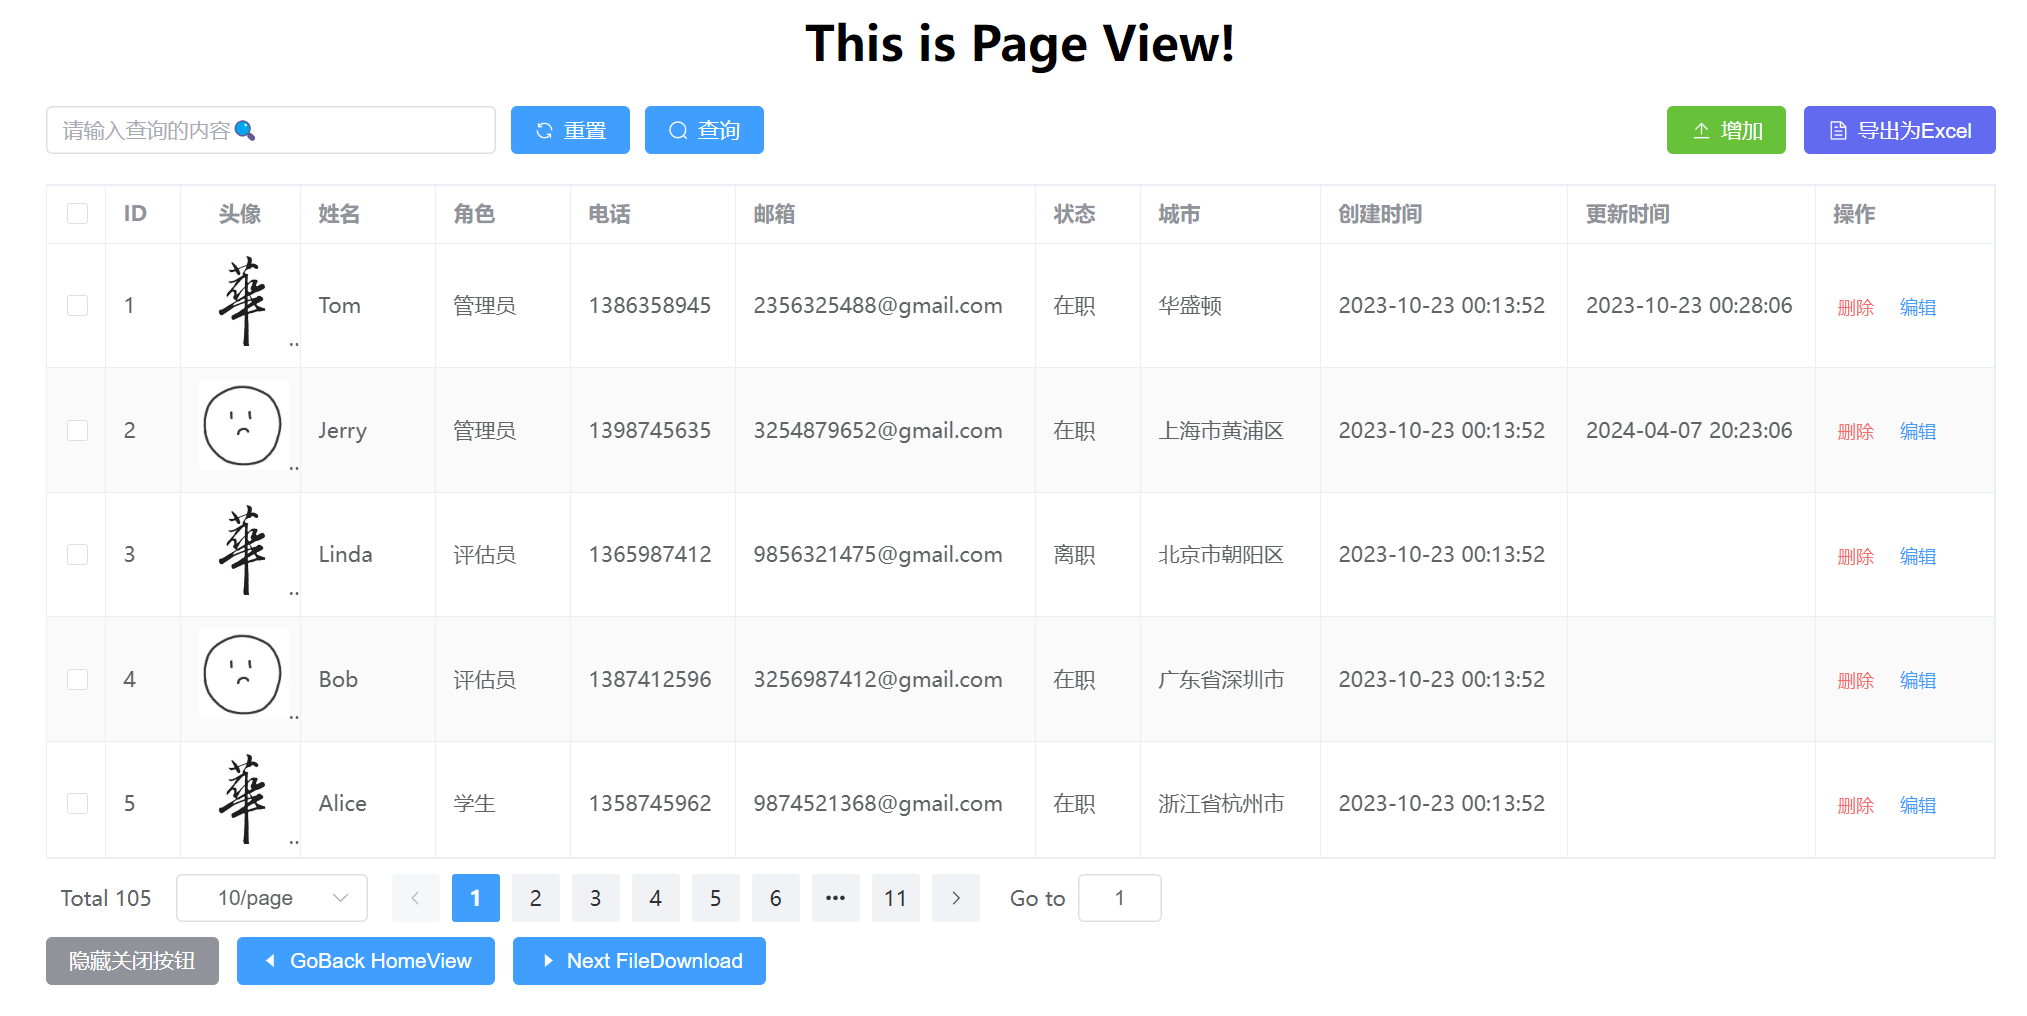 This is Page View!
请输入查询的内容🔍 重置 查询 增加 导出为Excel
ID 头像 姓名 角色 电话 邮箱 状态 城市 创建时间 更新时间 操作
1 華 .. Tom 管理员 1386358945 2356325488@gmail.com 在职 华盛顿 2023-10-23 00:13:52 2023-10-23 00:28:06 删除 编辑
2 .. Jerry 管理员 1398745635 3254879652@gmail.com 在职 上海市黄浦区 2023-10-23 00:13:52 2024-04-07 20:23:06 删除 编辑
3 華 .. Linda 评估员 1365987412 9856321475@gmail.com 离职 北京市朝阳区 2023-10-23 00:13:52 删除 编辑
4 .. Bob 评估员 1387412596 3256987412@gmail.com 在职 广东省深圳市 2023-10-23 00:13:52 删除 编辑
5 華 .. Alice 学生 1358745962 9874521368@gmail.com 在职 浙江省杭州市 2023-10-23 00:13:52 删除 编辑
Total 105 10/page 1 2 3 4 5 6 ••• 11 Go to 1
隐藏关闭按钮 GoBack HomeView Next FileDownload